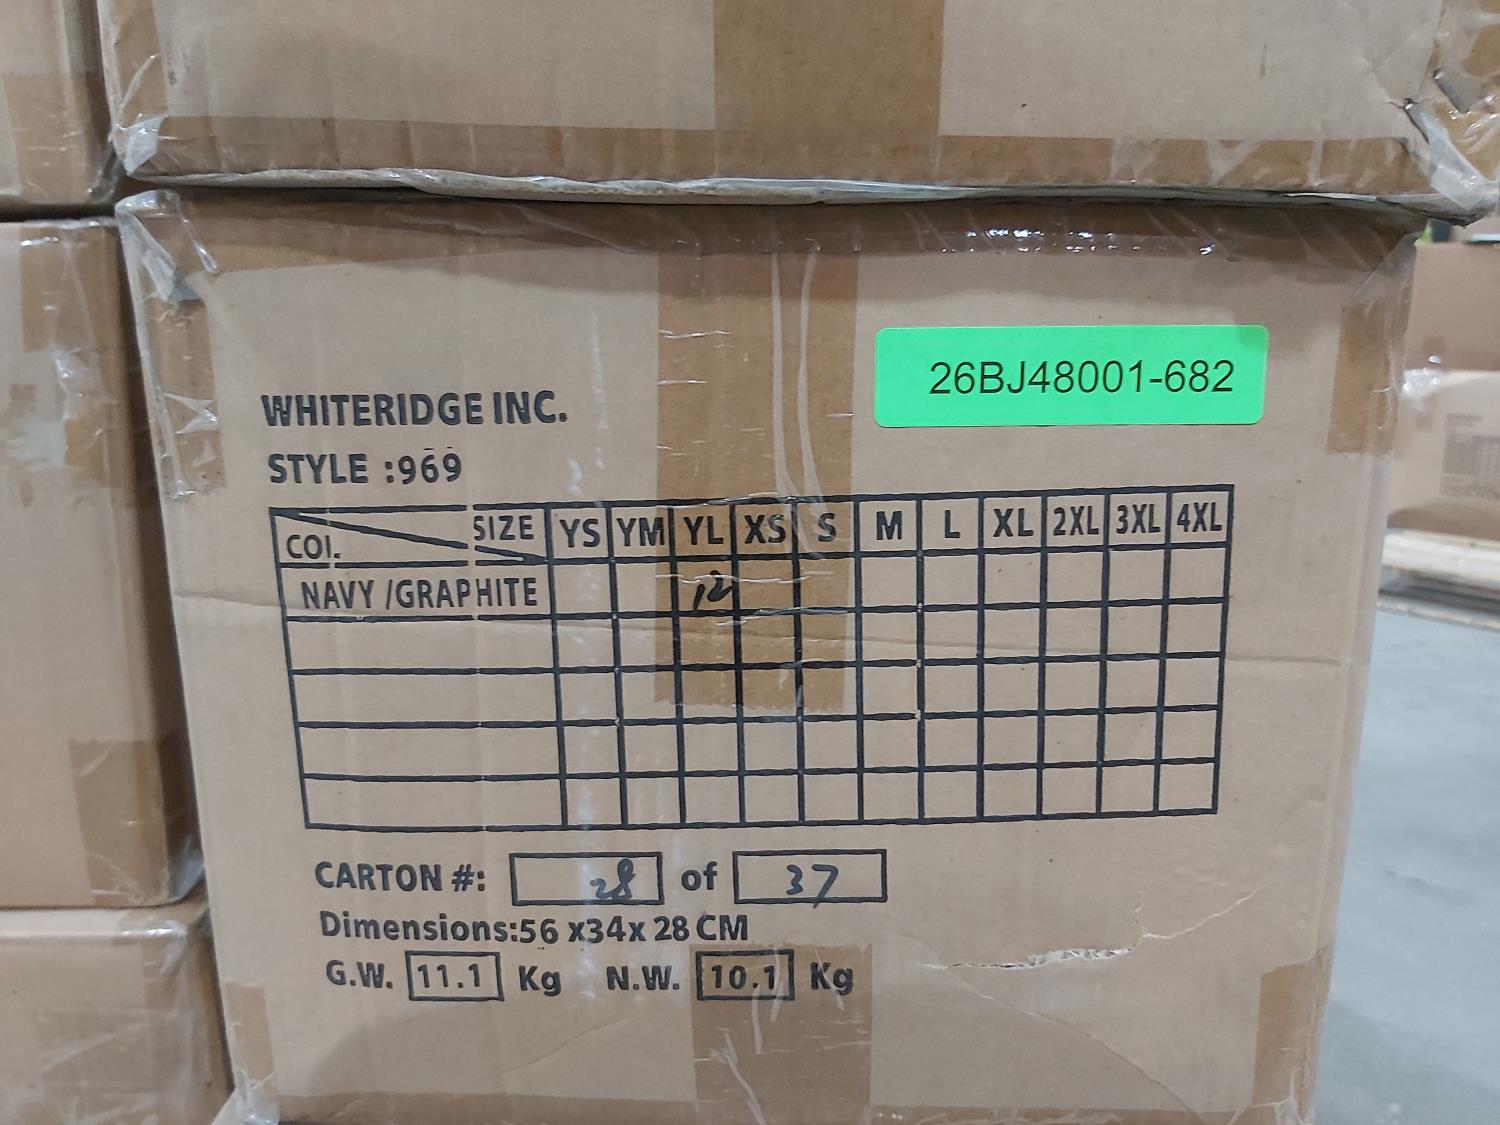 26BJ48001-682
WHITERIDGE INC.
STYLE :969
COL. SIZE YS YM YL XS S M L XL 2XL 3XL 4XL
NAVY /GRAPHITE 12
CARTON #: 28 of 37
Dimensions:56 x34x 28 CM
G.W. 11.1 Kg N.W. 10.1 Kg